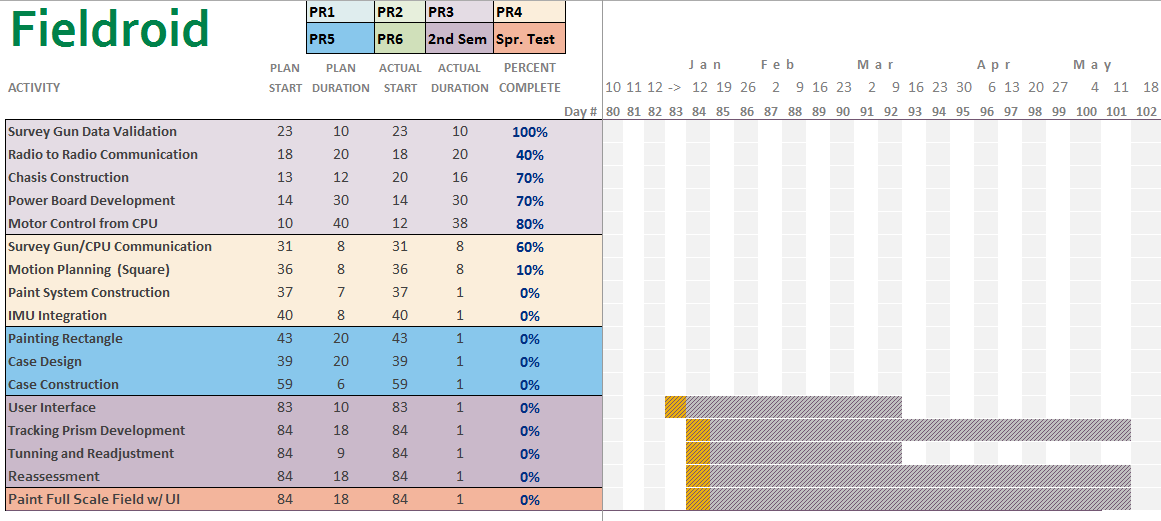 Fieldroid
PR1 PR2 PR3 PR4
PR5 PR6 2nd Sem Spr. Test
PLAN PLAN ACTUAL ACTUAL PERCENT Jan Feb Mar Apr May
ACTIVITY START DURATION START DURATION COMPLETE 10 11 12 -> 12 19 26 2 9 16 23 2 9 16 23 30 6 13 20 27 4 11 18
Day # 80 81 82 83 84 85 86 87 88 89 90 91 92 93 94 95 96 97 98 99 100 101 102
Survey Gun Data Validation 23 10 23 10 100%
Radio to Radio Communication 18 20 18 20 40%
Chasis Construction 13 12 20 16 70%
Power Board Development 14 30 14 30 70%
Motor Control from CPU 10 40 12 38 80%
Survey Gun/CPU Communication 31 8 31 8 60%
Motion Planning (Square) 36 8 36 8 10%
Paint System Construction 37 7 37 1 0%
IMU Integration 40 8 40 1 0%
Painting Rectangle 43 20 43 1 0%
Case Design 39 20 39 1 0%
Case Construction 59 6 59 1 0%
User Interface 83 10 83 1 0%
Tracking Prism Development 84 18 84 1 0%
Tunning and Readjustment 84 9 84 1 0%
Reassessment 84 18 84 1 0%
Paint Full Scale Field w/ UI 84 18 84 1 0%